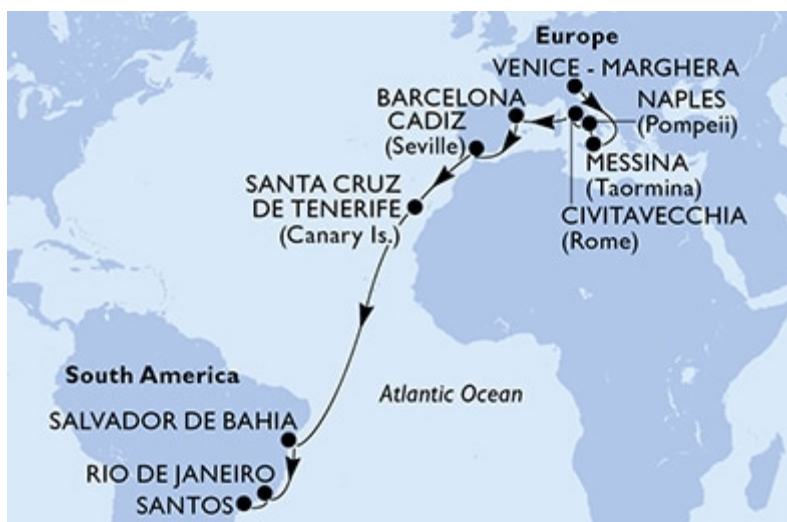 Europe
VENICE - MARGHERA
BARCELONA
NAPLES
(Pompeii)
CADIZ
(Seville)
MESSINA
(Taormina)
SANTA CRUZ
DE TENERIFE
(Canary Is.)
CIVITAVECCHIA
(Rome)
South America
Atlantic Ocean
SALVADOR DE BAHIA
RIO DE JANEIRO
SANTOS